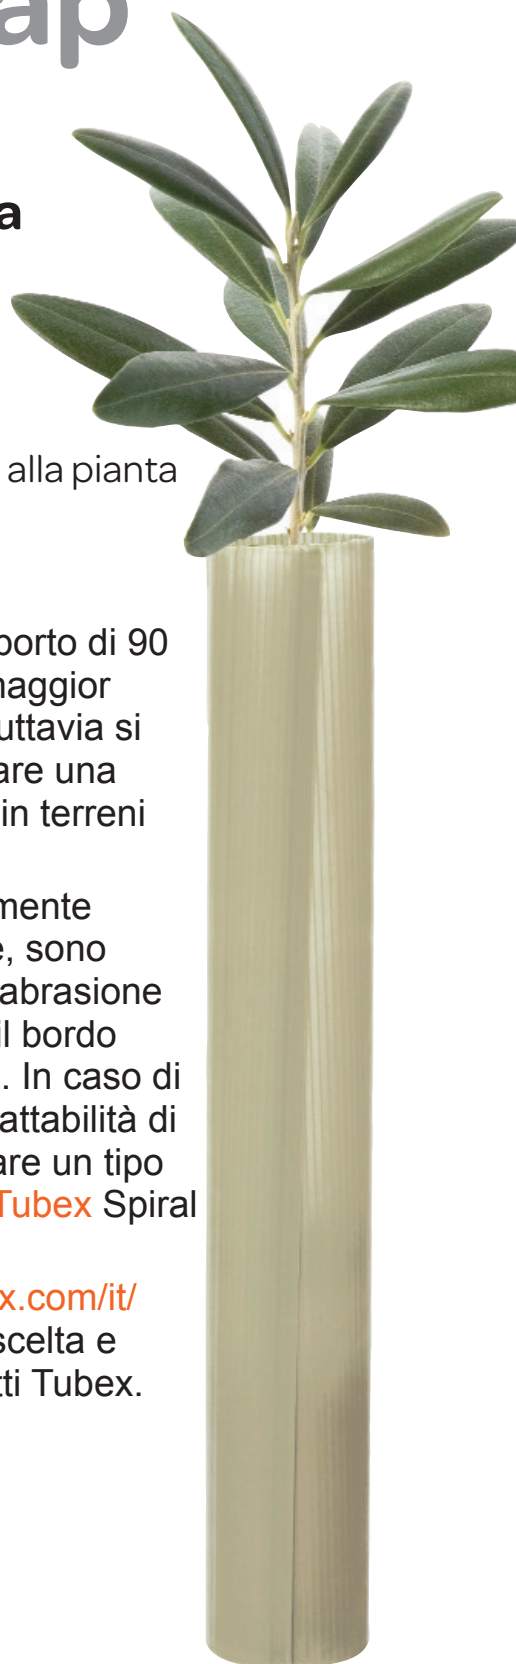 ap
a
alla pianta
porto di 90
maggior
uttavia si
are una
in terreni
mente
e, sono
abrasione
il bordo
. In caso di
attabilità di
are un tipo
Tubex Spiral
x.com/it/
scelta e
tti Tubex.